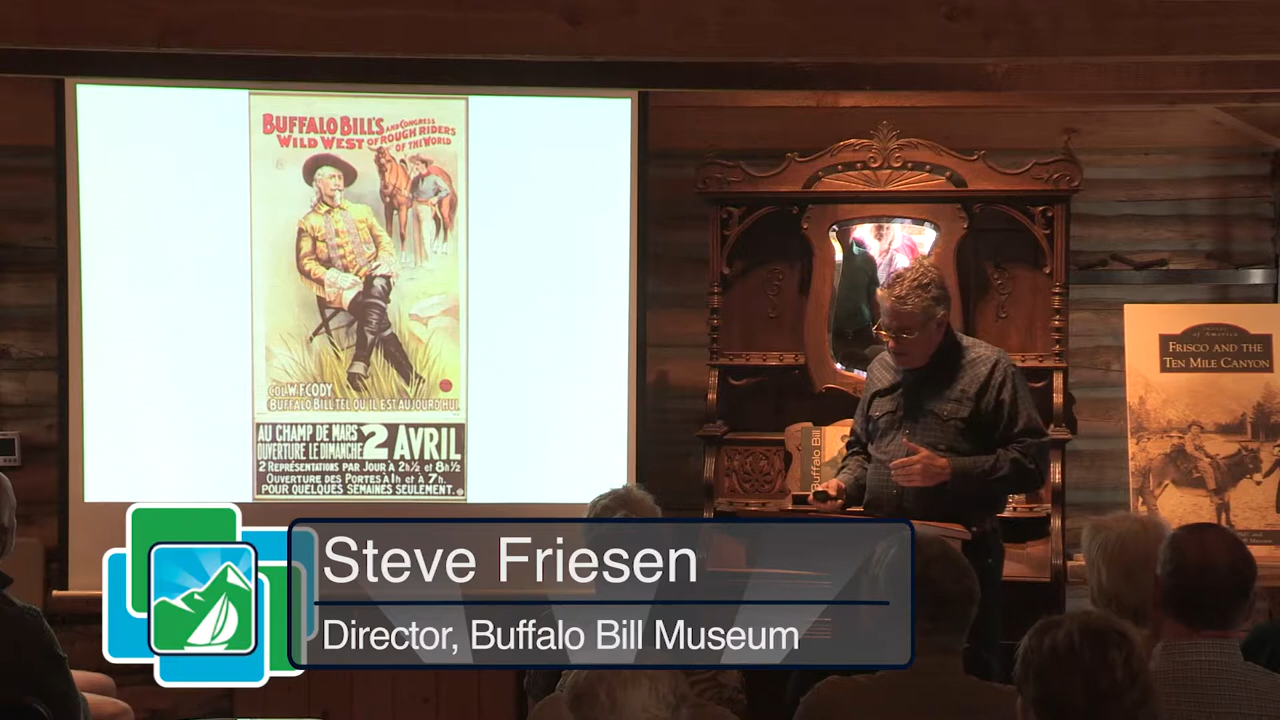 BUFFALO BILL'S AND CONGRESS
WILD WEST OF ROUGH RIDERS
OF THE WORLD
COL. W.F. CODY
BUFFALO BILL TEL QU'IL EST AUJOURD'HUI
AU CHAMP DE MARS
OUVERTURE LE DIMANCHE 2 AVRIL
2 REPRÉSENTATIONS PAR JOUR À 2h½ et 8h½
OUVERTURE DES PORTES À 1h et à 7h.
POUR QUELQUES SEMAINES SEULEMENT.
Buffalo Bill
IMAGES
of America
FRISCO AND THE
TEN MILE CANYON
Steve Friesen
Director, Buffalo Bill Museum